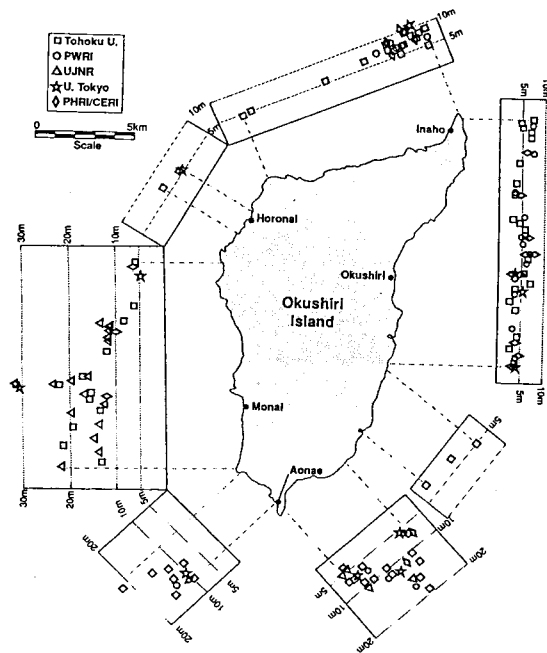 Tohoku U.
PWRI
UJNR
U. Tokyo
PHRI/CERI
0 5km
Scale
10m
5m
10m
5m
Inaho
10m
5m
Horonai
30m
20m
10m
Okushiri
Okushiri
Island
Monai
Aonae
30m
20m
10m
5m
5m
10m
5m
10m
20m
5m
10m
20m
20m
5m
10m
20m